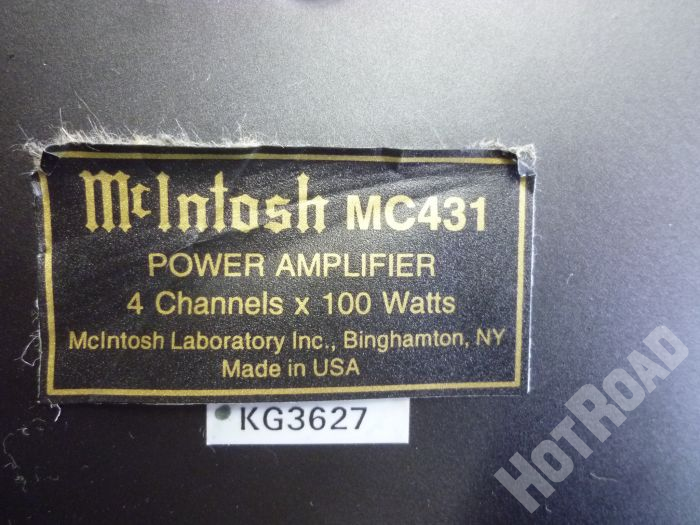 McIntosh MC431
POWER AMPLIFIER
4 Channels x 100 Watts
McIntosh Laboratory Inc., Binghamton, NY
Made in USA
KG3627
HOTROAD